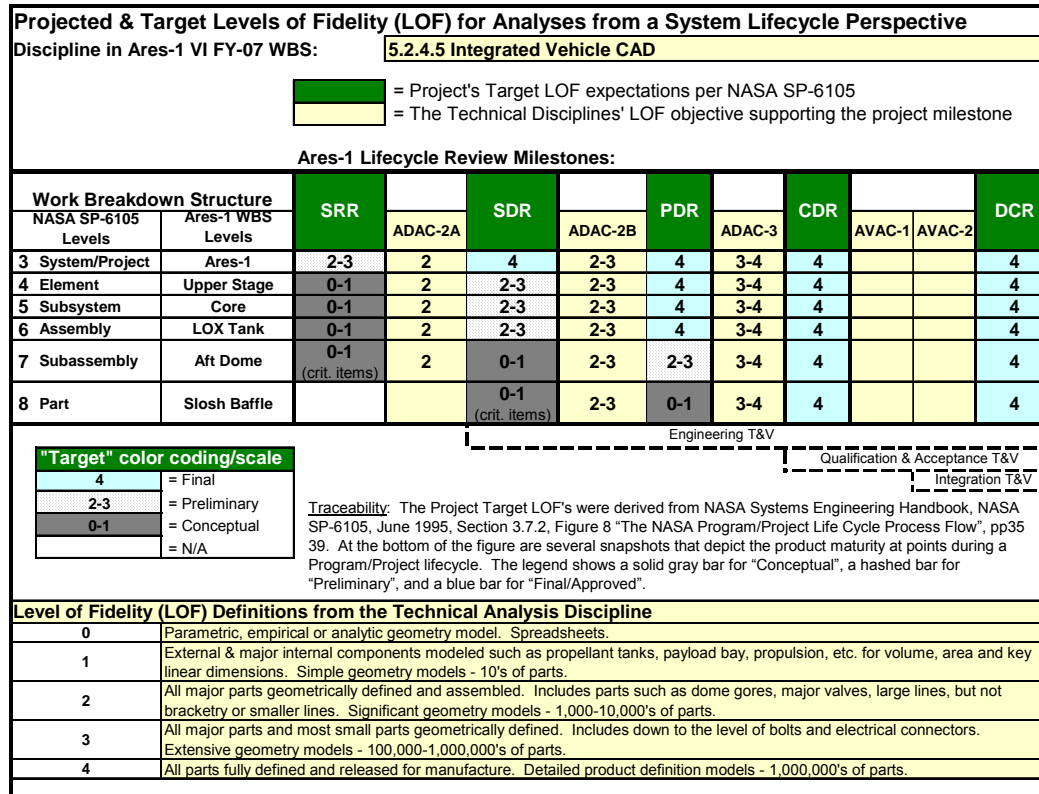 Projected & Target Levels of Fidelity (LOF) for Analyses from a System Lifecycle Perspective
Discipline in Ares-1 VI FY-07 WBS: 5.2.4.5 Integrated Vehicle CAD
= Project's Target LOF expectations per NASA SP-6105
= The Technical Disciplines' LOF objective supporting the project milestone
Ares-1 Lifecycle Review Milestones:
Work Breakdown Structure SRR SDR PDR CDR DCR
NASA SP-6105 Levels Ares-1 WBS Levels ADAC-2A ADAC-2B ADAC-3 AVAC-1 AVAC-2
3 System/Project Ares-1 2-3 2 4 2-3 4 3-4 4 4
4 Element Upper Stage 0-1 2 2-3 2-3 4 3-4 4 4
5 Subsystem Core 0-1 2 2-3 2-3 4 3-4 4 4
6 Assembly LOX Tank 0-1 2 2-3 2-3 4 3-4 4 4
7 Subassembly Aft Dome 0-1 (crit. items) 2 0-1 2-3 2-3 3-4 4 4
8 Part Slosh Baffle 0-1 (crit. items) 2-3 0-1 3-4 4 4
Engineering T&V
Qualification & Acceptance T&V
Integration T&V
"Target" color coding/scale
4 = Final
2-3 = Preliminary
0-1 = Conceptual
= N/A
Traceability: The Project Target LOF's were derived from NASA Systems Engineering Handbook, NASA
SP-6105, June 1995, Section 3.7.2, Figure 8 “The NASA Program/Project Life Cycle Process Flow”, pp35
39. At the bottom of the figure are several snapshots that depict the product maturity at points during a
Program/Project lifecycle. The legend shows a solid gray bar for “Conceptual”, a hashed bar for
“Preliminary”, and a blue bar for “Final/Approved”.
Level of Fidelity (LOF) Definitions from the Technical Analysis Discipline
0 Parametric, empirical or analytic geometry model. Spreadsheets.
1 External & major internal components modeled such as propellant tanks, payload bay, propulsion, etc. for volume, area and key
linear dimensions. Simple geometry models - 10's of parts.
2 All major parts geometrically defined and assembled. Includes parts such as dome gores, major valves, large lines, but not
bracketry or smaller lines. Significant geometry models - 1,000-10,000's of parts.
3 All major parts and most small parts geometrically defined. Includes down to the level of bolts and electrical connectors.
Extensive geometry models - 100,000-1,000,000's of parts.
4 All parts fully defined and released for manufacture. Detailed product definition models - 1,000,000's of parts.